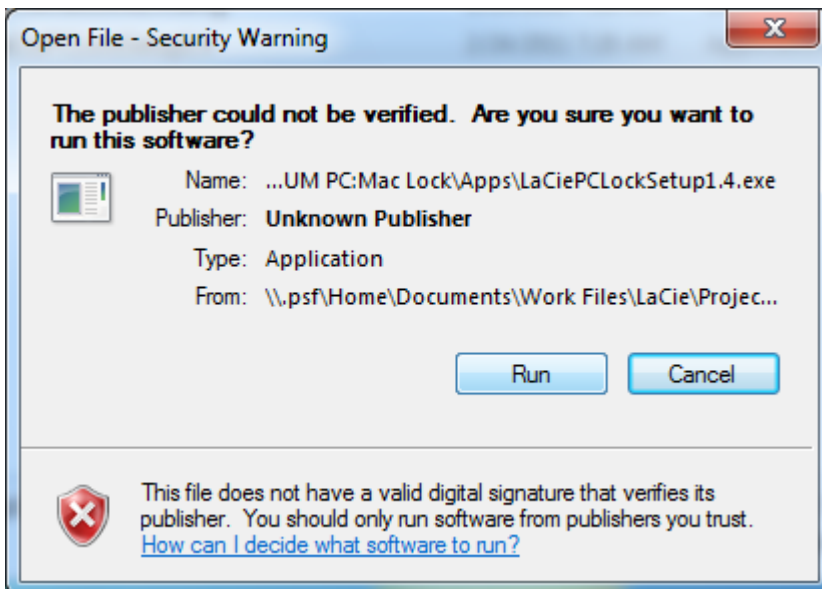 Open File - Security Warning
The publisher could not be verified. Are you sure you want to
run this software?
Name: ...UM PC:Mac Lock\Apps\LaCiePCLockSetup1.4.exe
Publisher: Unknown Publisher
Type: Application
From: \\.psf\Home\Documents\Work Files\LaCie\Projec...
Run Cancel
This file does not have a valid digital signature that verifies its
publisher. You should only run software from publishers you trust.
How can I decide what software to run?